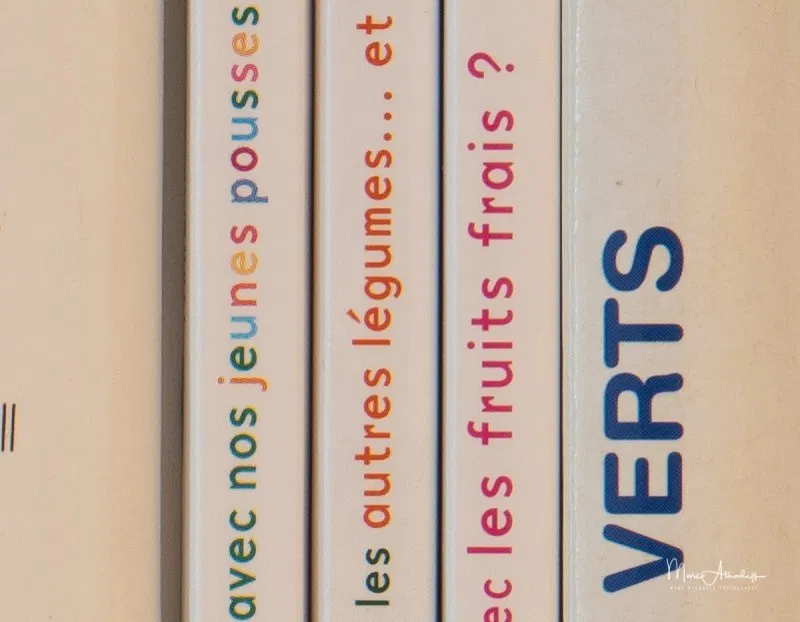 avec nos jeunes pousses
les autres légumes... et
ec les fruits frais ?
VERTS